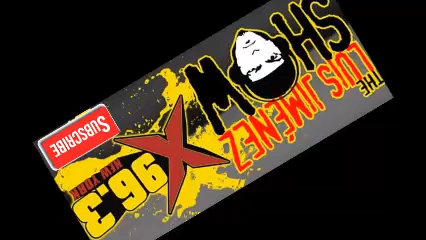 THE
LUIS JIMÉNEZ
SHOW
X
96.3
NEW YORK
SUBSCRIBE